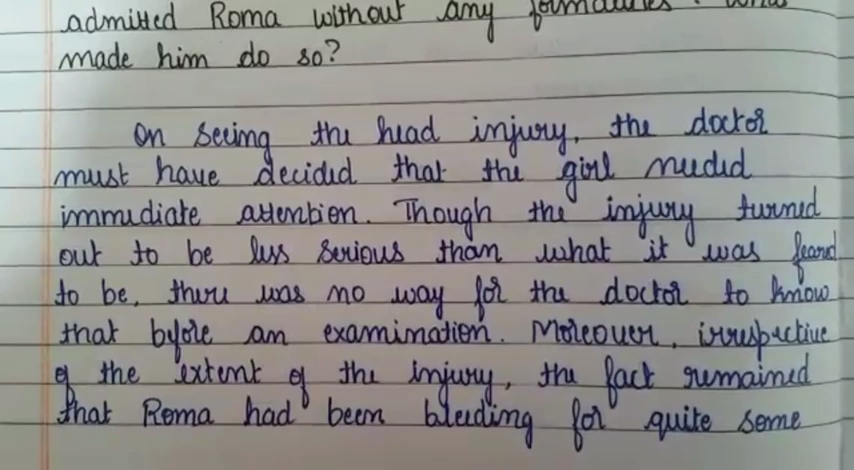 admitted Roma without any formalities. What
made him do so?
On seeing the head injury, the doctor
must have decided that the girl needed
immediate attention. Though the injury turned
out to be less serious than what it was feared
to be, there was no way for the doctor to know
that before an examination. Moreover, irrespective
of the extent of the injury, the fact remained
that Roma had been bleeding for quite some